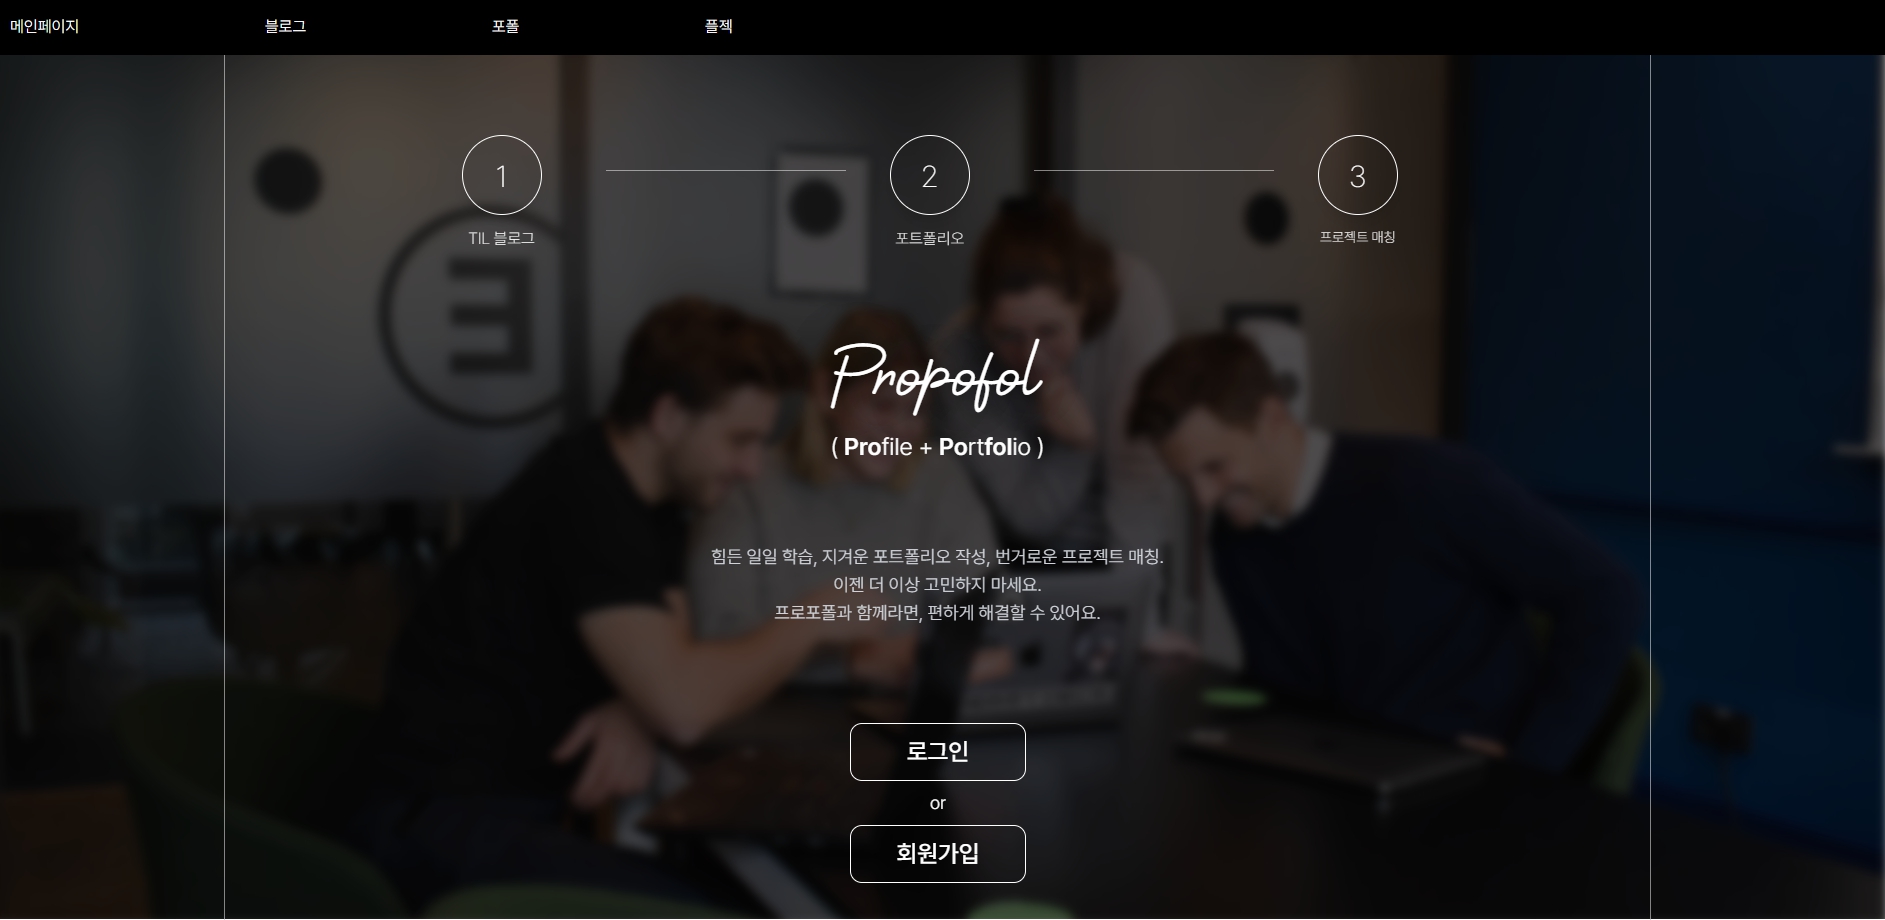 메인페이지 블로그 포폴 플젝
1 2 3
TIL 블로그 포트폴리오 프로젝트 매칭
E
Propofol
( Profile + Portfolio )
힘든 일일 학습, 지겨운 포트폴리오 작성, 번거로운 프로젝트 매칭.
이젠 더 이상 고민하지 마세요.
프로포폴과 함께라면, 편하게 해결할 수 있어요.
로그인
or
회원가입